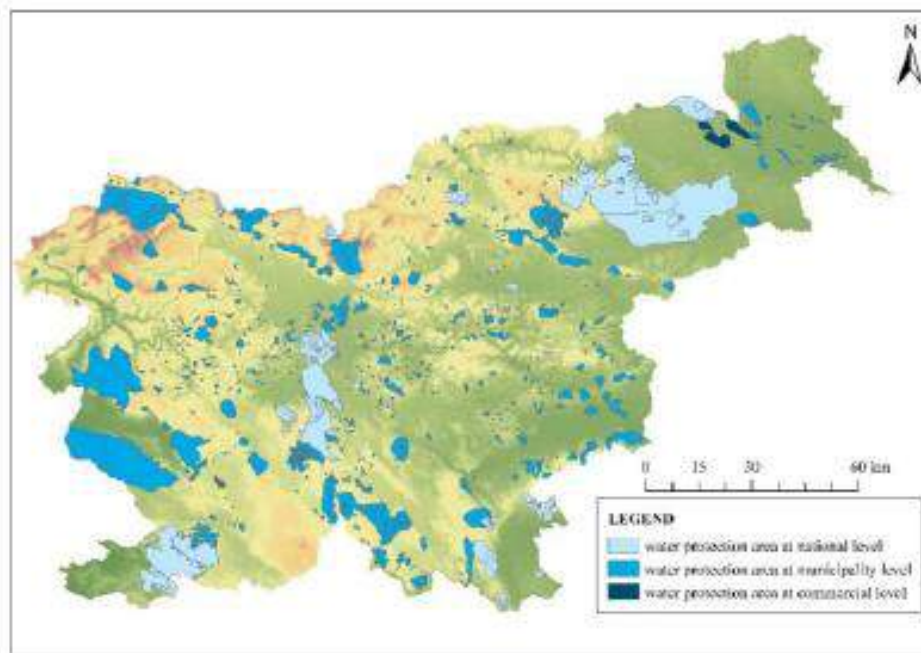 N
0 15 30 60 km
LEGEND
water protection area at national level
water protection area at municipality level
water protection area at commercial level